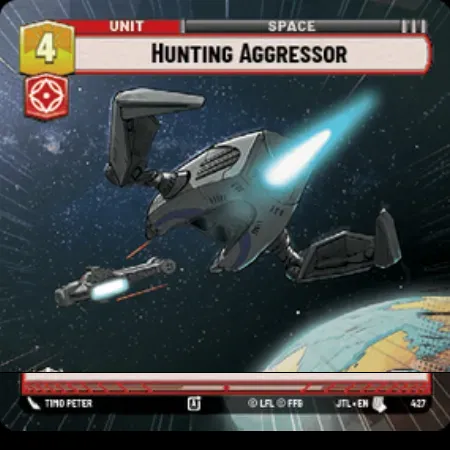 UNIT SPACE
4 HUNTING AGGRESSOR
TIMO PETER Ⓒ LFL Ⓒ FFG JTL • EN 427